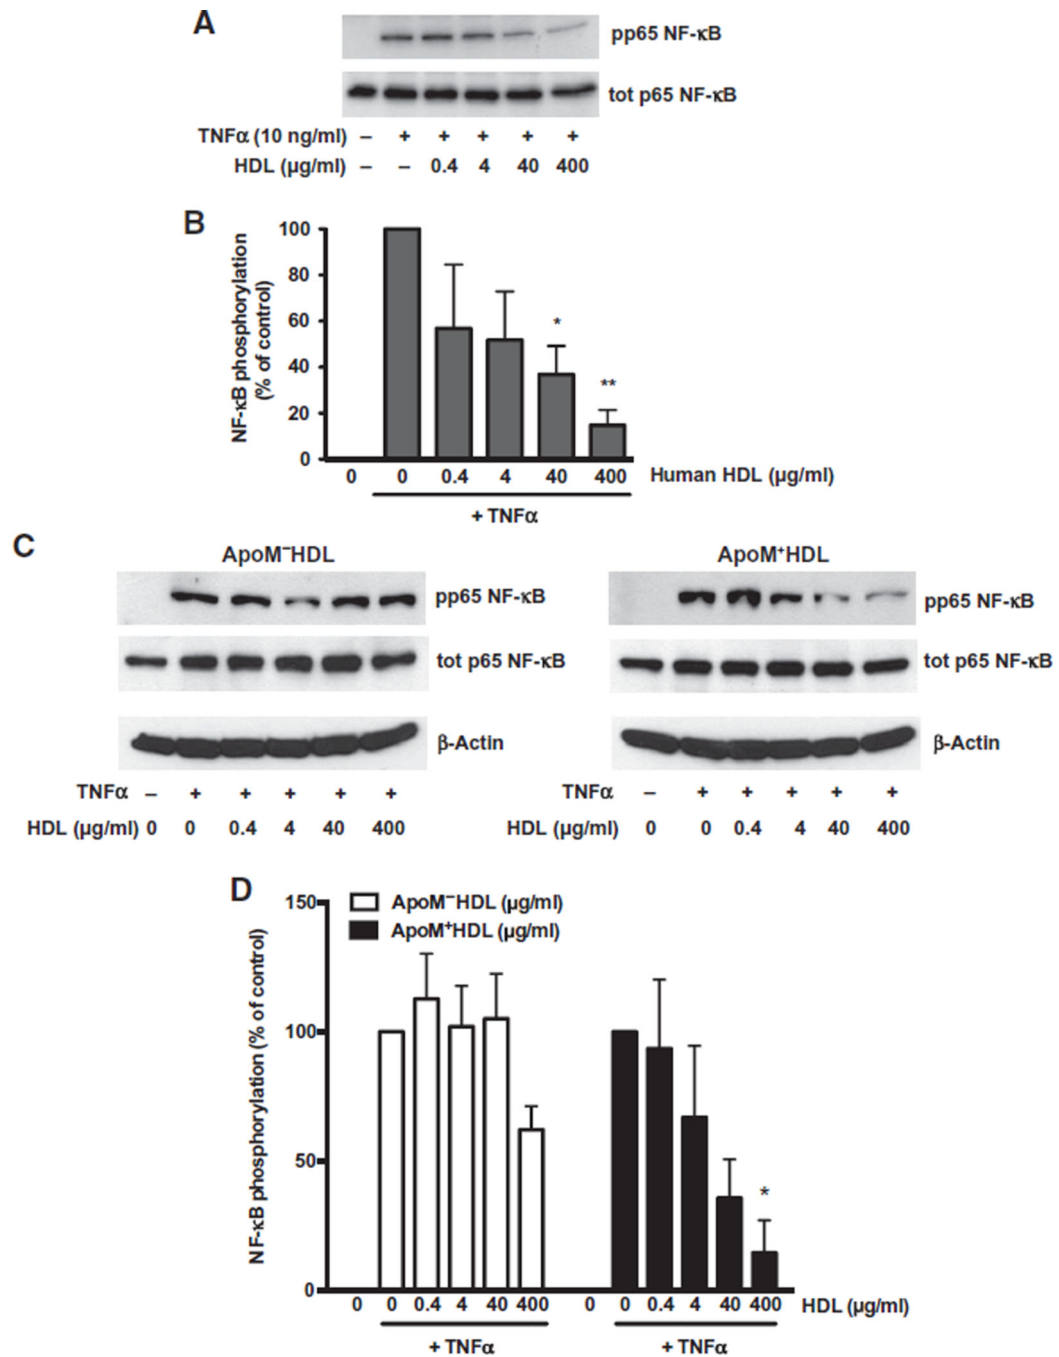 A
pp65 NF-κB
tot p65 NF-κB
TNFα (10 ng/ml) – + + + + +
HDL (µg/ml) – – 0.4 4 40 400
B
NF-κB phosphorylation
(% of control)
100
80
60
40
20
0
*
**
0 0 0.4 4 40 400 Human HDL (µg/ml)
+ TNFα
C
ApoM⁻HDL
pp65 NF-κB
tot p65 NF-κB
β-Actin
TNFα – + + + + +
HDL (µg/ml) 0 0 0.4 4 40 400
ApoM⁺HDL
pp65 NF-κB
tot p65 NF-κB
β-Actin
TNFα – + + + + +
HDL (µg/ml) 0 0 0.4 4 40 400
D
NF-κB phosphorylation (% of control)
150
100
50
0
ApoM⁻HDL (µg/ml)
ApoM⁺HDL (µg/ml)
*
0 0 0.4 4 40 400 0 0 0.4 4 40 400 HDL (µg/ml)
+ TNFα + TNFα